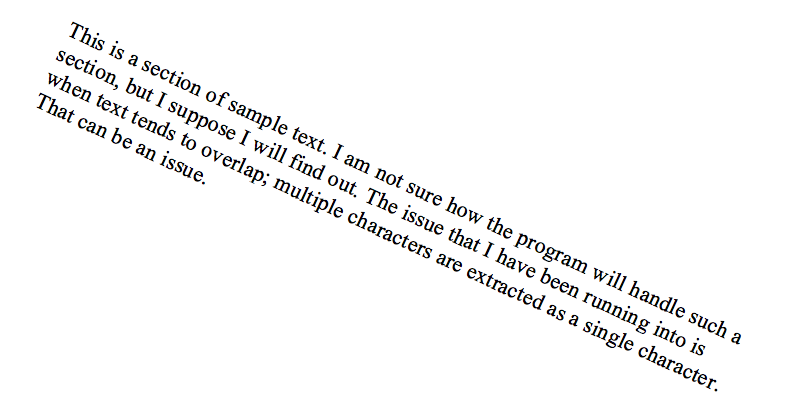 This is a section of sample text. I am not sure how the program will handle such a
section, but I suppose I will find out. The issue that I have been running into is
when text tends to overlap; multiple characters are extracted as a single character.
That can be an issue.